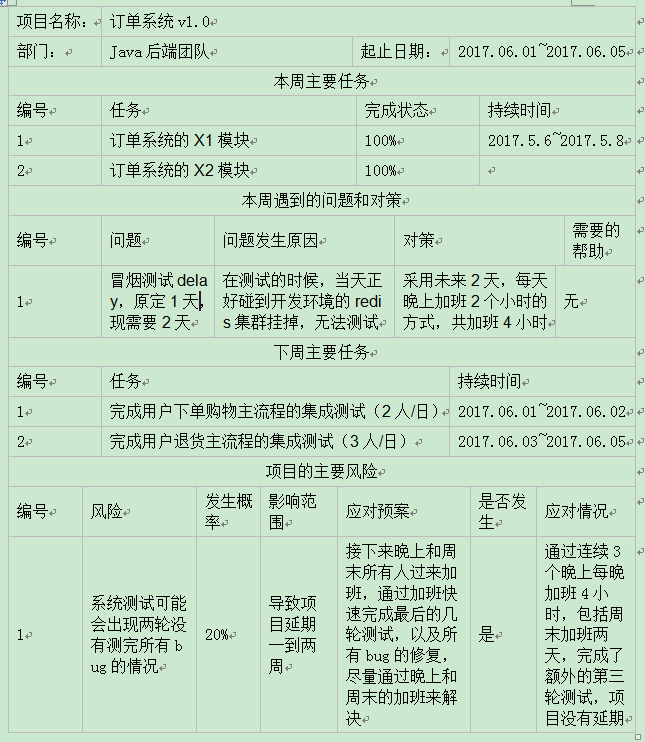 项目名称： 订单系统 v1.0
部门： Java 后端团队 起止日期： 2017.06.01~2017.06.05
本周主要任务
编号 任务 完成状态 持续时间
1 订单系统的 X1 模块 100% 2017.5.6~2017.5.8
2 订单系统的 X2 模块 100%
本周遇到的问题和对策
编号 问题 问题发生原因 对策 需要的
帮助
1
冒烟测试 dela
y，原定 1 天，
现需要 2 天
在测试的时候，当天正
好碰到开发环境的 redi
s 集群挂掉，无法测试
采用未来 2 天，每天
晚上加班 2 个小时的
方式，共加班 4 小时
无
下周主要任务
编号 任务 持续时间
1 完成用户下单购物主流程的集成测试（2 人/日） 2017.06.01~2017.06.02
2 完成用户退货主流程的集成测试（3 人/日） 2017.06.03~2017.06.05
项目的主要风险
编号 风险 发生概
率
影响范
围
应对预案
是否发
生
应对情况
1
系统测试可能
会出现两轮没
有测完所有 b
ug 的情况
20%
导致项
目延期
一到两
周
接下来晚上和周
末所有人过来加
班，通过加班快
速完成最后的几
轮测试，以及所
有 bug 的修复，
尽量通过晚上和
周末的加班来解
决
是
通过连续 3
个晚上每晚
加班 4 小
时，包括周
末加班两
天，完成了
额外的第三
轮测试，项
目没有延期